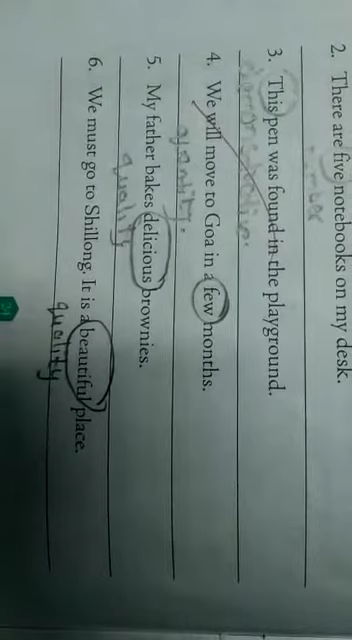 2. There are five notebooks on my desk.
number
3. This pen was found in the playground.
demonstrative.
4. We will move to Goa in a few months.
quantity.
5. My father bakes delicious brownies.
quality
6. We must go to Shillong. It is a beautiful place.
quality